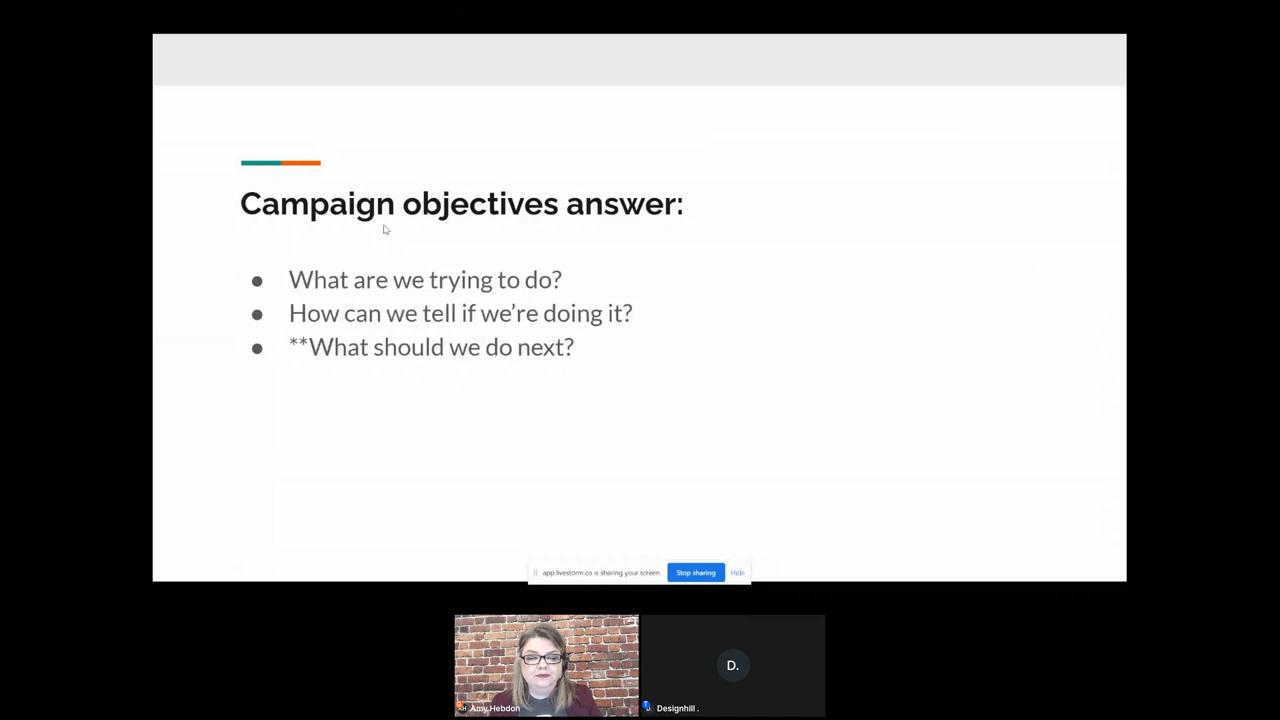 Campaign objectives answer:
● What are we trying to do?
● How can we tell if we're doing it?
● **What should we do next?
app.livestorm.co is sharing your screen. Stop sharing Hide
D.
Amy Hebdon
Designhill .